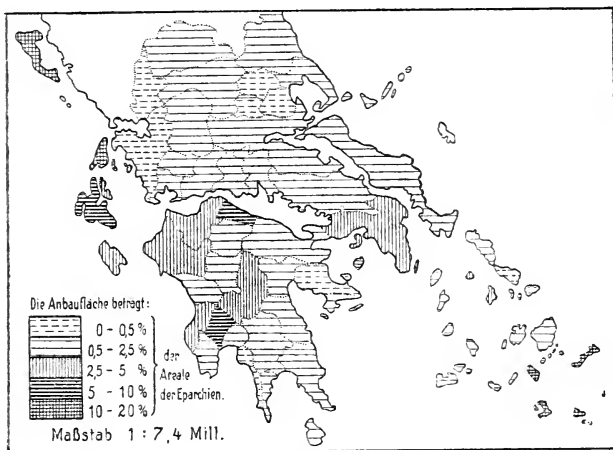 Die Anbaufläche beträgt:
0 - 0,5 %
0,5 - 2,5 %
2,5 - 5 %
5 - 10 %
10 - 20 %
der
Areale
der Eparchien.
Maßstab 1 : 7,4 Mill.